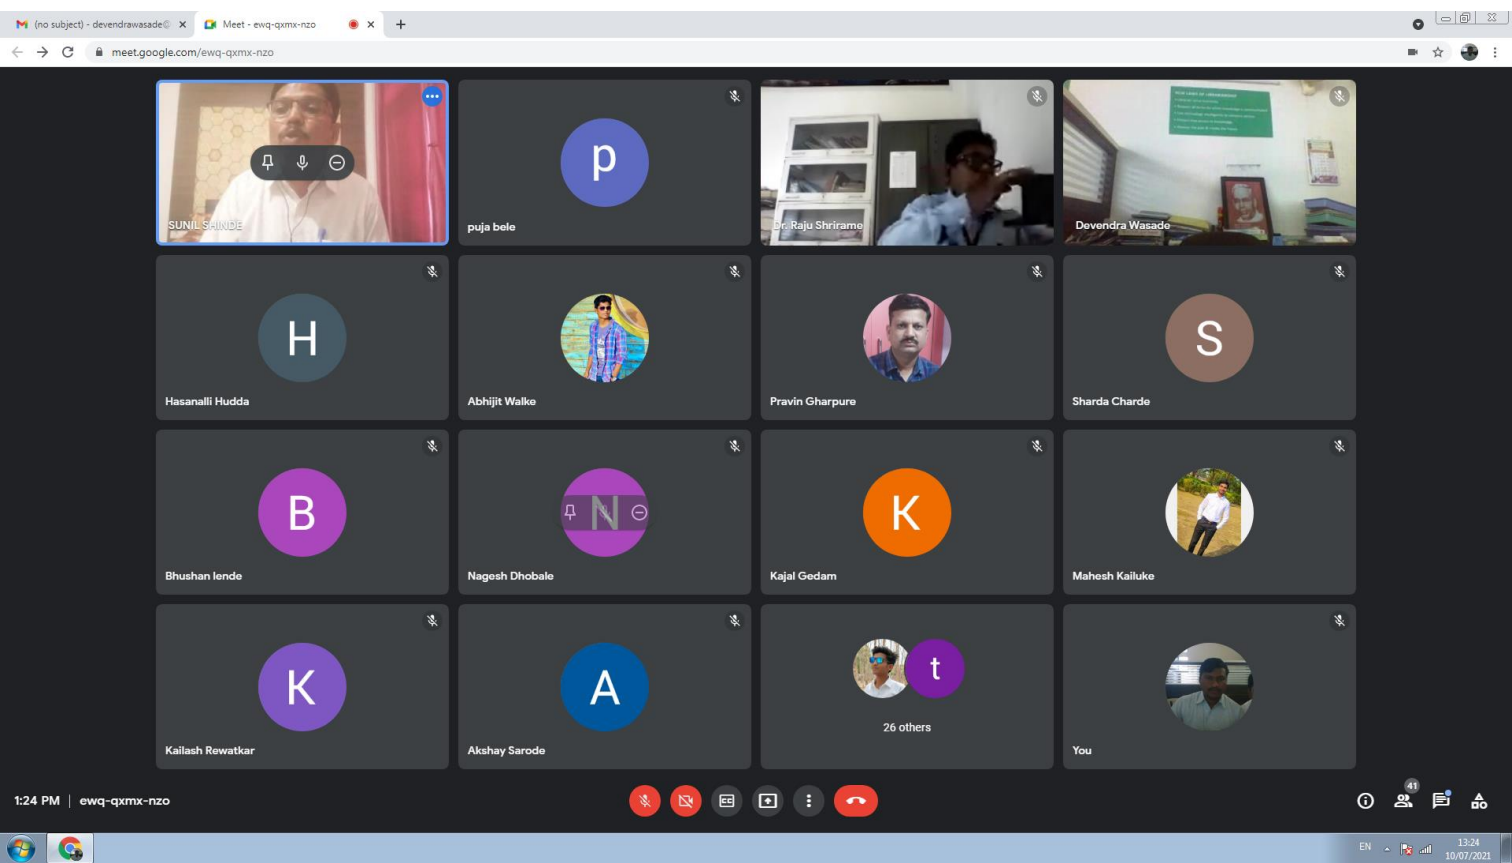 (no subject) - devendrawasade@
Meet - ewq-qxmx-nzo
meet.google.com/ewq-qxmx-nzo
SUNIL SHINDE
p
puja bele
Dr. Raju Shrirame
Devendra Wasade
H
Hasanalli Hudda
Abhijit Walke
Pravin Gharpure
S
Sharda Charde
B
Bhushan lende
N
Nagesh Dhobale
K
Kajal Gedam
Mahesh Kailuke
K
Kailash Rewatkar
A
Akshay Sarode
t
26 others
You
1:24 PM | ewq-qxmx-nzo
CC
41
EN
13:24
10/07/2021